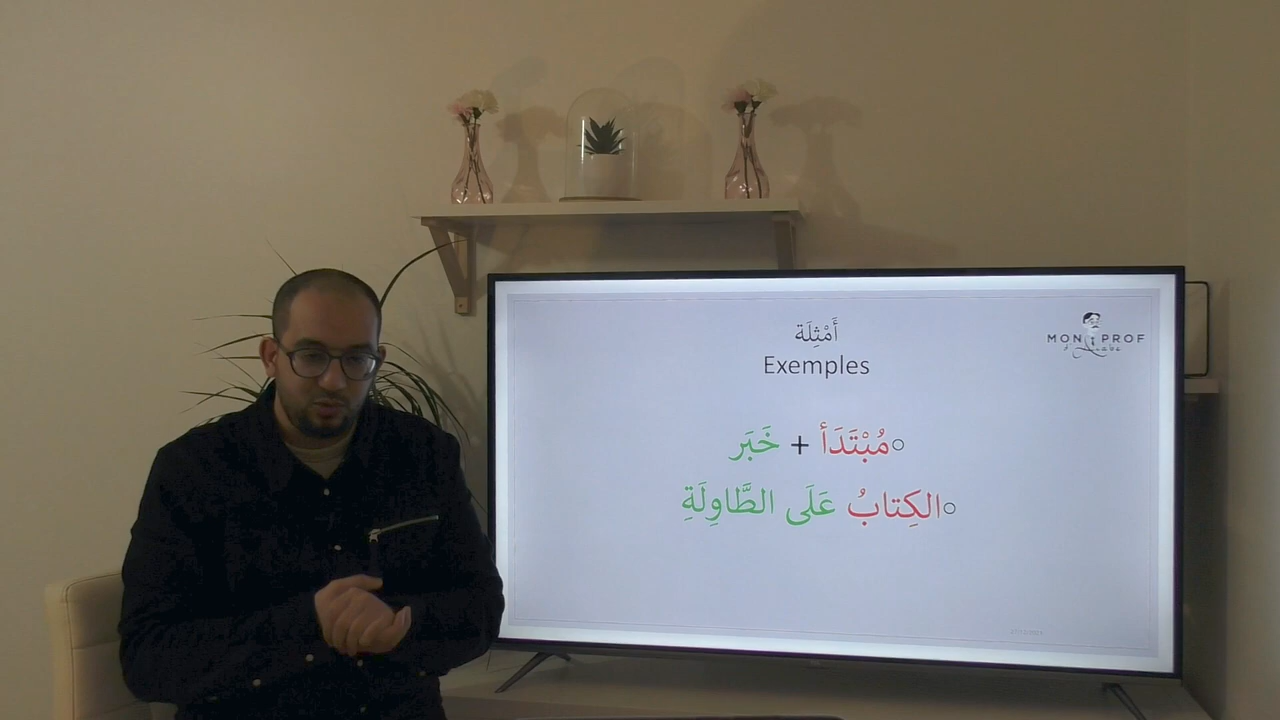 أَمْثِلَة
Exemples
MON PROF
○مُبْتَدَأ + خَبَر
○الكِتابُ عَلَى الطَّاوِلَةِ